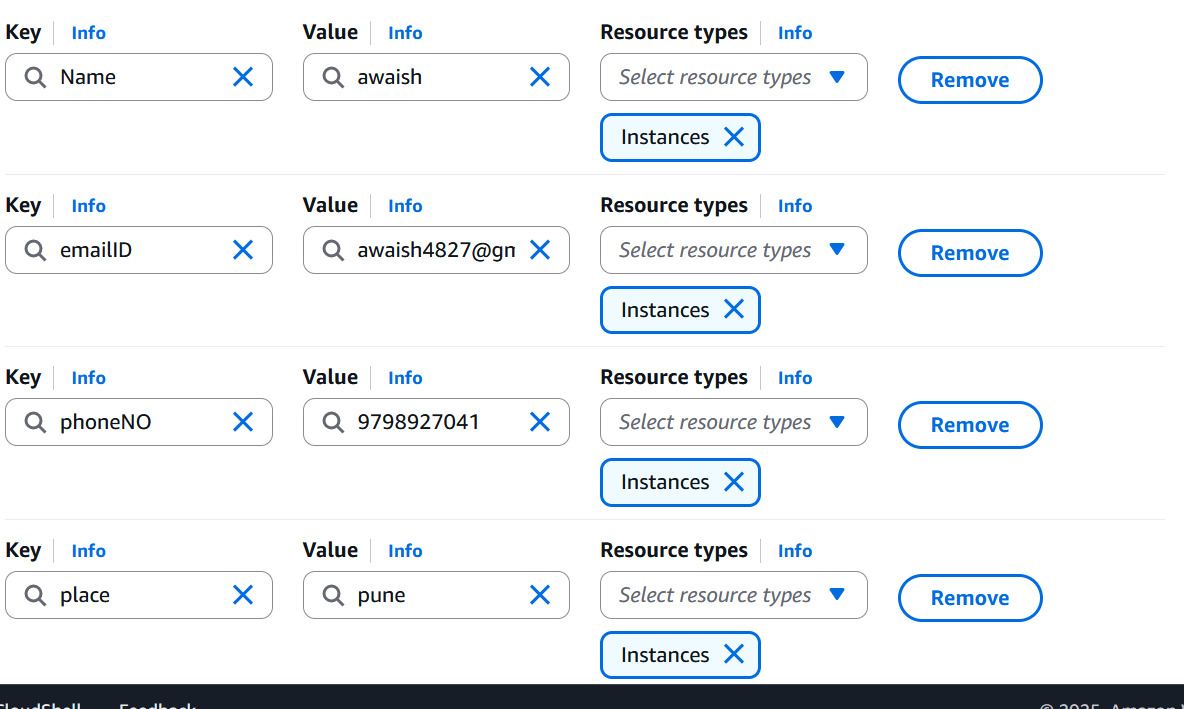 Key Info Value Info Resource types Info
Name awaish Select resource types Remove
Instances
Key Info Value Info Resource types Info
emailID awaish4827@gm Select resource types Remove
Instances
Key Info Value Info Resource types Info
phoneNO 9798927041 Select resource types Remove
Instances
Key Info Value Info Resource types Info
place pune Select resource types Remove
Instances
CloudShell Feedback © 2025, Amazon